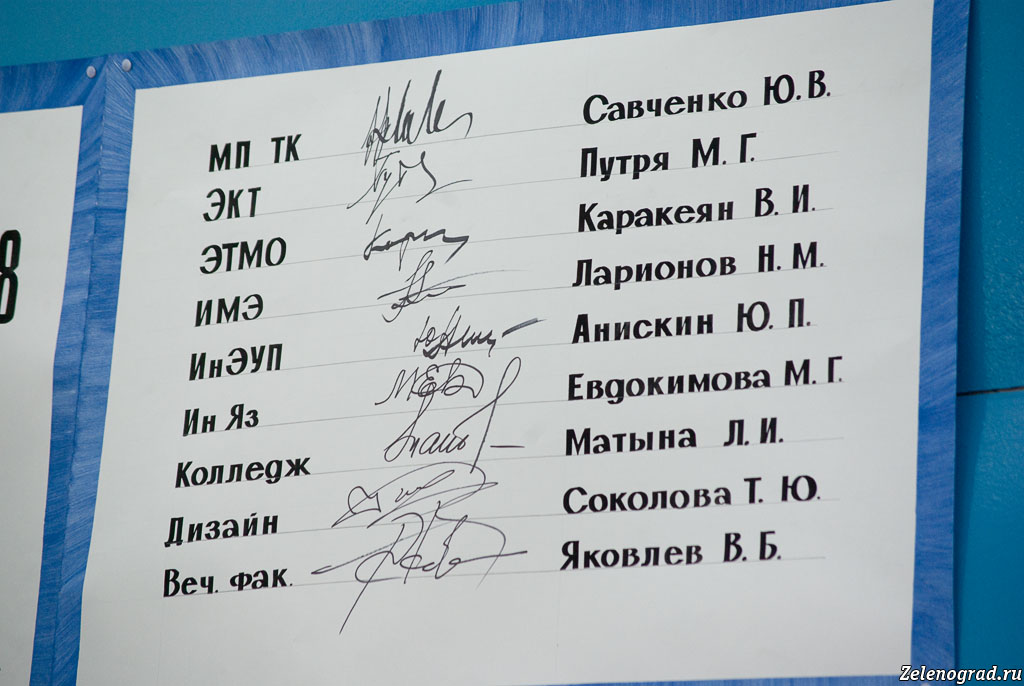 МП ТК Савченко Ю. В.
ЭКТ Путря М. Г.
ЭТМО Каракеян В. И.
ИМЭ Ларионов Н. М.
ИнЭУП Анискин Ю. П.
Ин Яз Евдокимова М. Г.
Колледж Матына Л. И.
Дизайн Соколова Т. Ю.
Веч. фак. Яковлев В. Б.
8
Zelenograd.ru